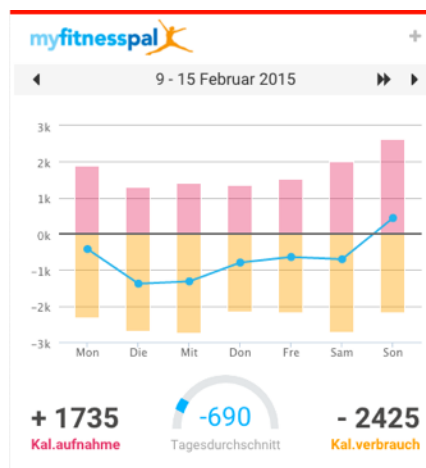 myfitnesspal
9 - 15 Februar 2015
3k
2k
1k
0k
-1k
-2k
-3k
Mon Die Mit Don Fre Sam Son
+ 1735 -690 - 2425
Kal.aufnahme Tagesdurchschnitt Kal.verbrauch